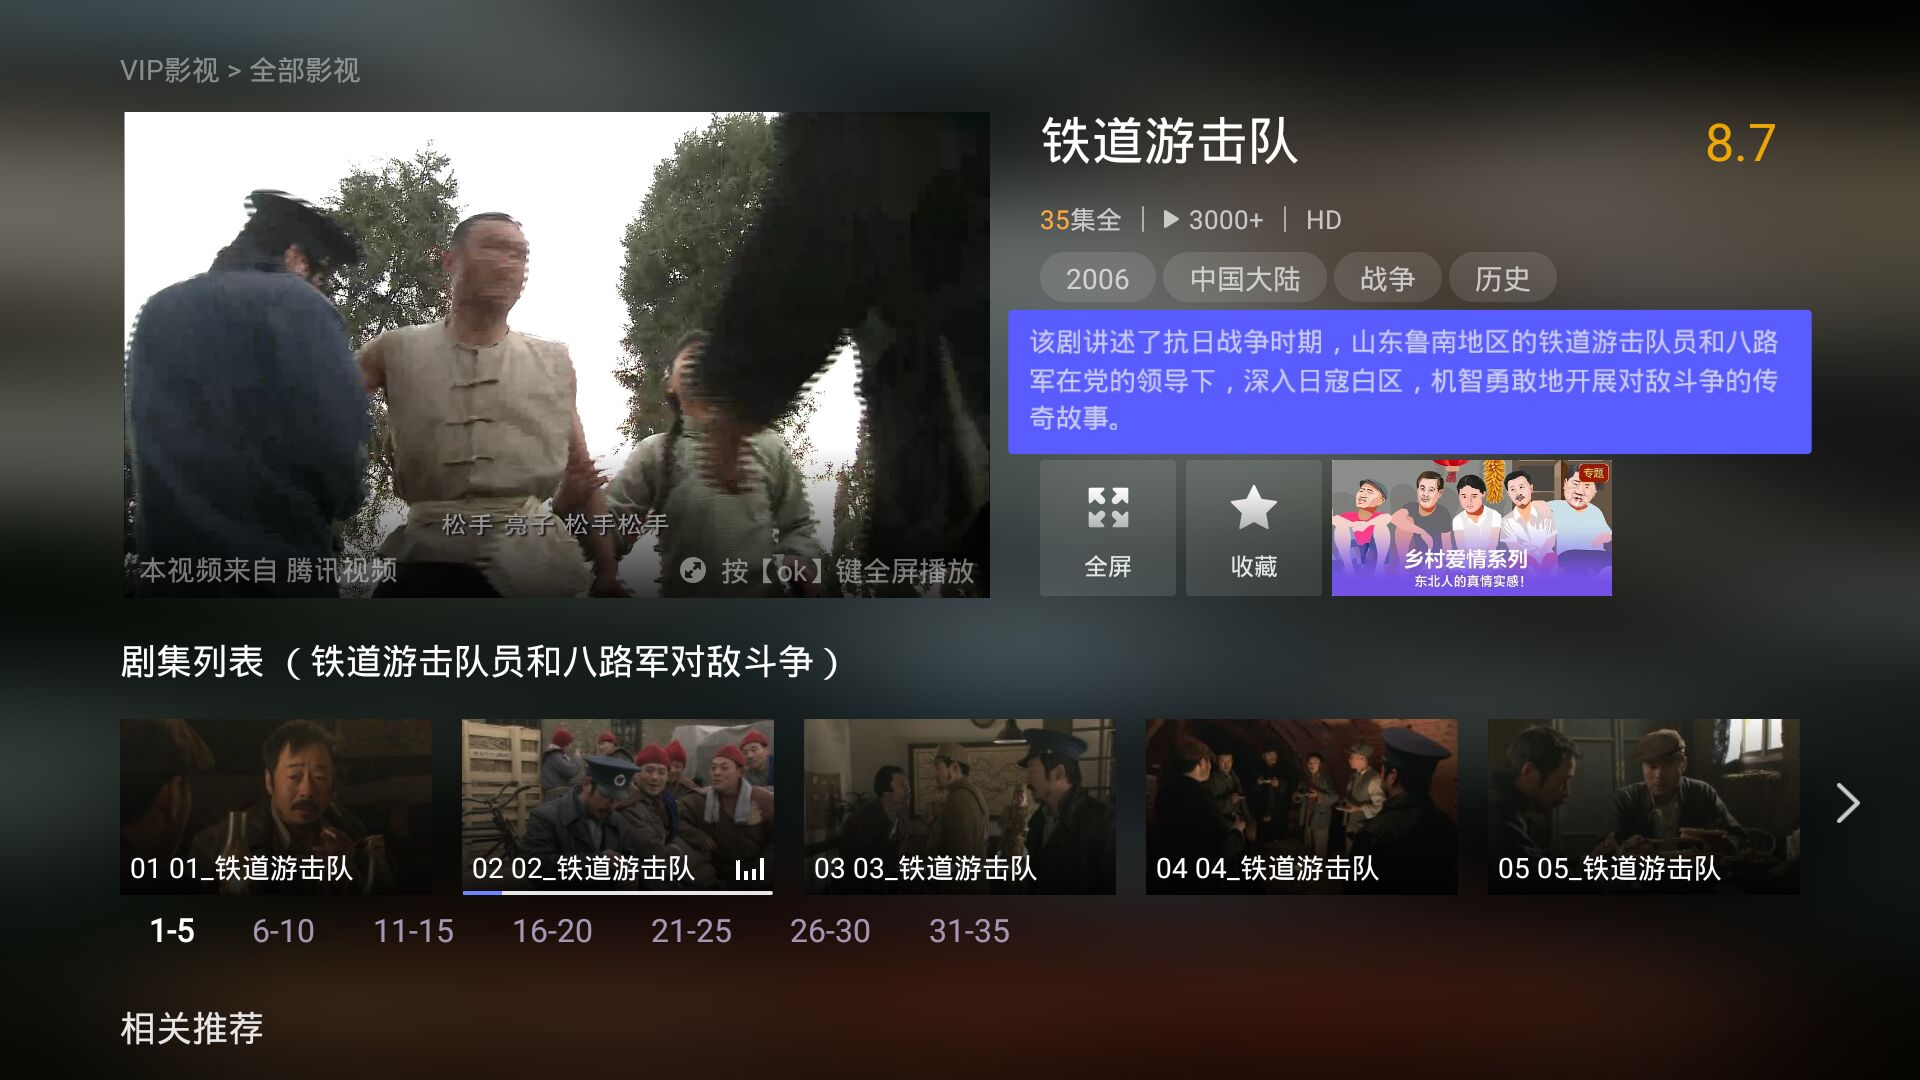 VIP影视 > 全部影视
铁道游击队
8.7
35集全
3000+
HD
2006
中国大陆
战争
历史
该剧讲述了抗日战争时期，山东鲁南地区的铁道游击队员和八路
军在党的领导下，深入日寇白区，机智勇敢地开展对敌斗争的传
奇故事。
松手 亮子 松手松手
本视频来自 腾讯视频
按【ok】键全屏播放
全屏
收藏
专题
乡村爱情系列
东北人的真情实感！
剧集列表 （铁道游击队员和八路军对敌斗争）
01 01_铁道游击队
02 02_铁道游击队
03 03_铁道游击队
04 04_铁道游击队
05 05_铁道游击队
1-5
6-10
11-15
16-20
21-25
26-30
31-35
相关推荐